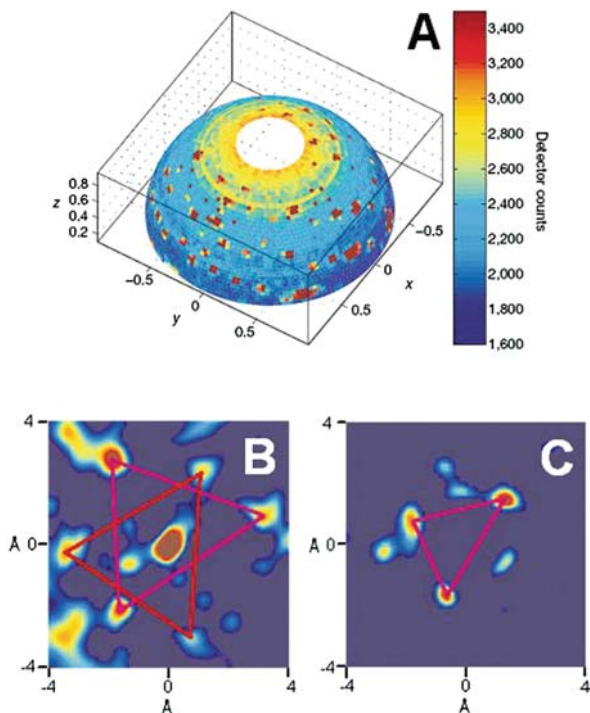 A
3,400
3,200
3,000
2,800
2,600
2,400
2,200
2,000
1,800
1,600
Detector counts
z
0.8
0.6
0.4
0.2
−0.5
0
0.5
y
−0.5
0
0.5
x
B
4
Å 0
-4
-4 0 4
Å
C
4
Å 0
-4
-4 0 4
Å